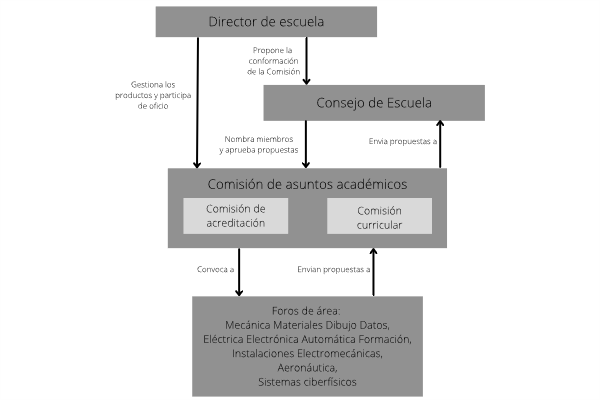 Director de escuela
Propone la
conformación
de la Comisión
Gestiona los
productos y participa
de oficio
Consejo de Escuela
Nombra miembros
y aprueba propuestas
Envia propuestas a
Comisión de asuntos académicos
Comisión de
acreditación
Comisión
curricular
Convoca a
Envian propuestas a
Foros de área:
Mecánica Materiales Dibujo Datos,
Eléctrica Electrónica Automática Formación,
Instalaciones Electromecánicas,
Aeronáutica,
Sistemas ciberfísicos